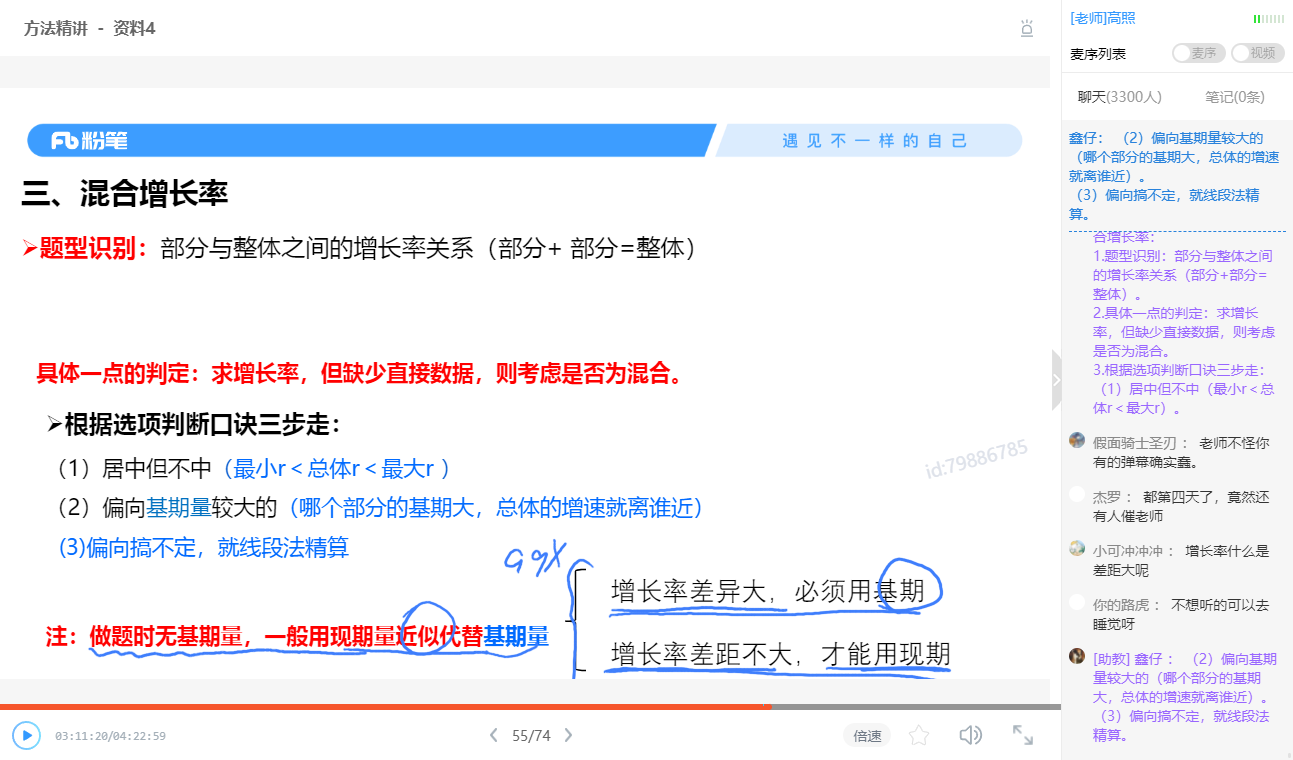 方法精讲 - 资料4
粉笔
遇见不一样的自己
三、混合增长率
➢题型识别：部分与整体之间的增长率关系（部分+ 部分=整体）
具体一点的判定：求增长率，但缺少直接数据，则考虑是否为混合。
➢根据选项判断口诀三步走：
（1）居中但不中（最小r＜总体r＜最大r ）
（2）偏向基期量较大的（哪个部分的基期大，总体的增速就离谁近）
(3)偏向搞不定，就线段法精算
增长率差异大，必须用基期
注：做题时无基期量，一般用现期量近似代替基期量
增长率差距不大，才能用现期
id:79886785
03:11:20/04:22:59
55/74
倍速
[老师]高照
麦序列表
麦序
视频
聊天(3300人)
笔记(0条)
鑫仔： （2）偏向基期量较大的
（哪个部分的基期大，总体的增速
就离谁近）。
（3）偏向搞不定，就线段法精
算。
合增长率：
1.题型识别：部分与整体之间
的增长率关系（部分+部分=
整体）。
2.具体一点的判定：求增长
率，但缺少直接数据，则考虑
是否为混合。
3.根据选项判断口诀三步走：
（1）居中但不中（最小r＜总
体r＜最大r）。
假面骑士圣刃： 老师不怪你
有的弹幕确实蠢。
杰罗： 都第四天了，竟然还
有人催老师
小可冲冲冲： 增长率什么是
差距大呢
你的路虎： 不想听的可以去
睡觉呀
[助教] 鑫仔： （2）偏向基期
量较大的（哪个部分的基期
大，总体的增速就离谁近）。
（3）偏向搞不定，就线段法
精算。